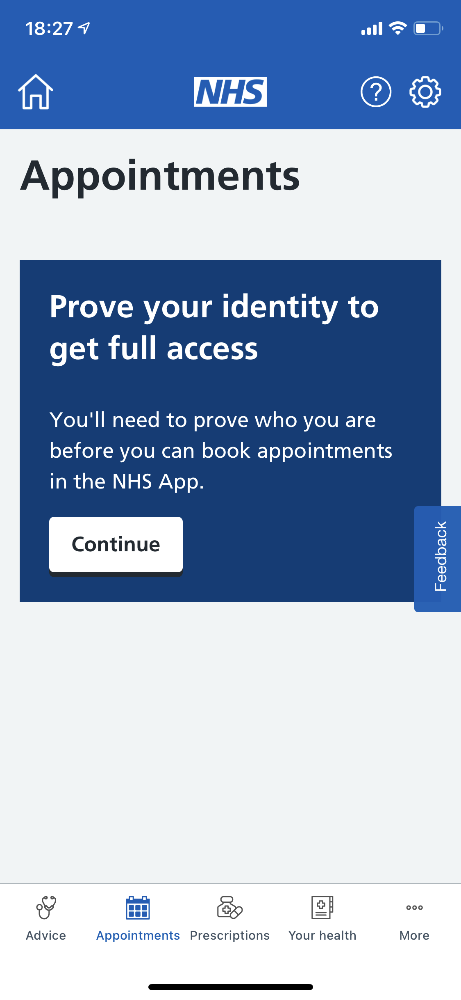 18:27
NHS
Appointments
Prove your identity to
get full access
You'll need to prove who you are
before you can book appointments
in the NHS App.
Continue
Feedback
Advice
Appointments
Prescriptions
Your health
More